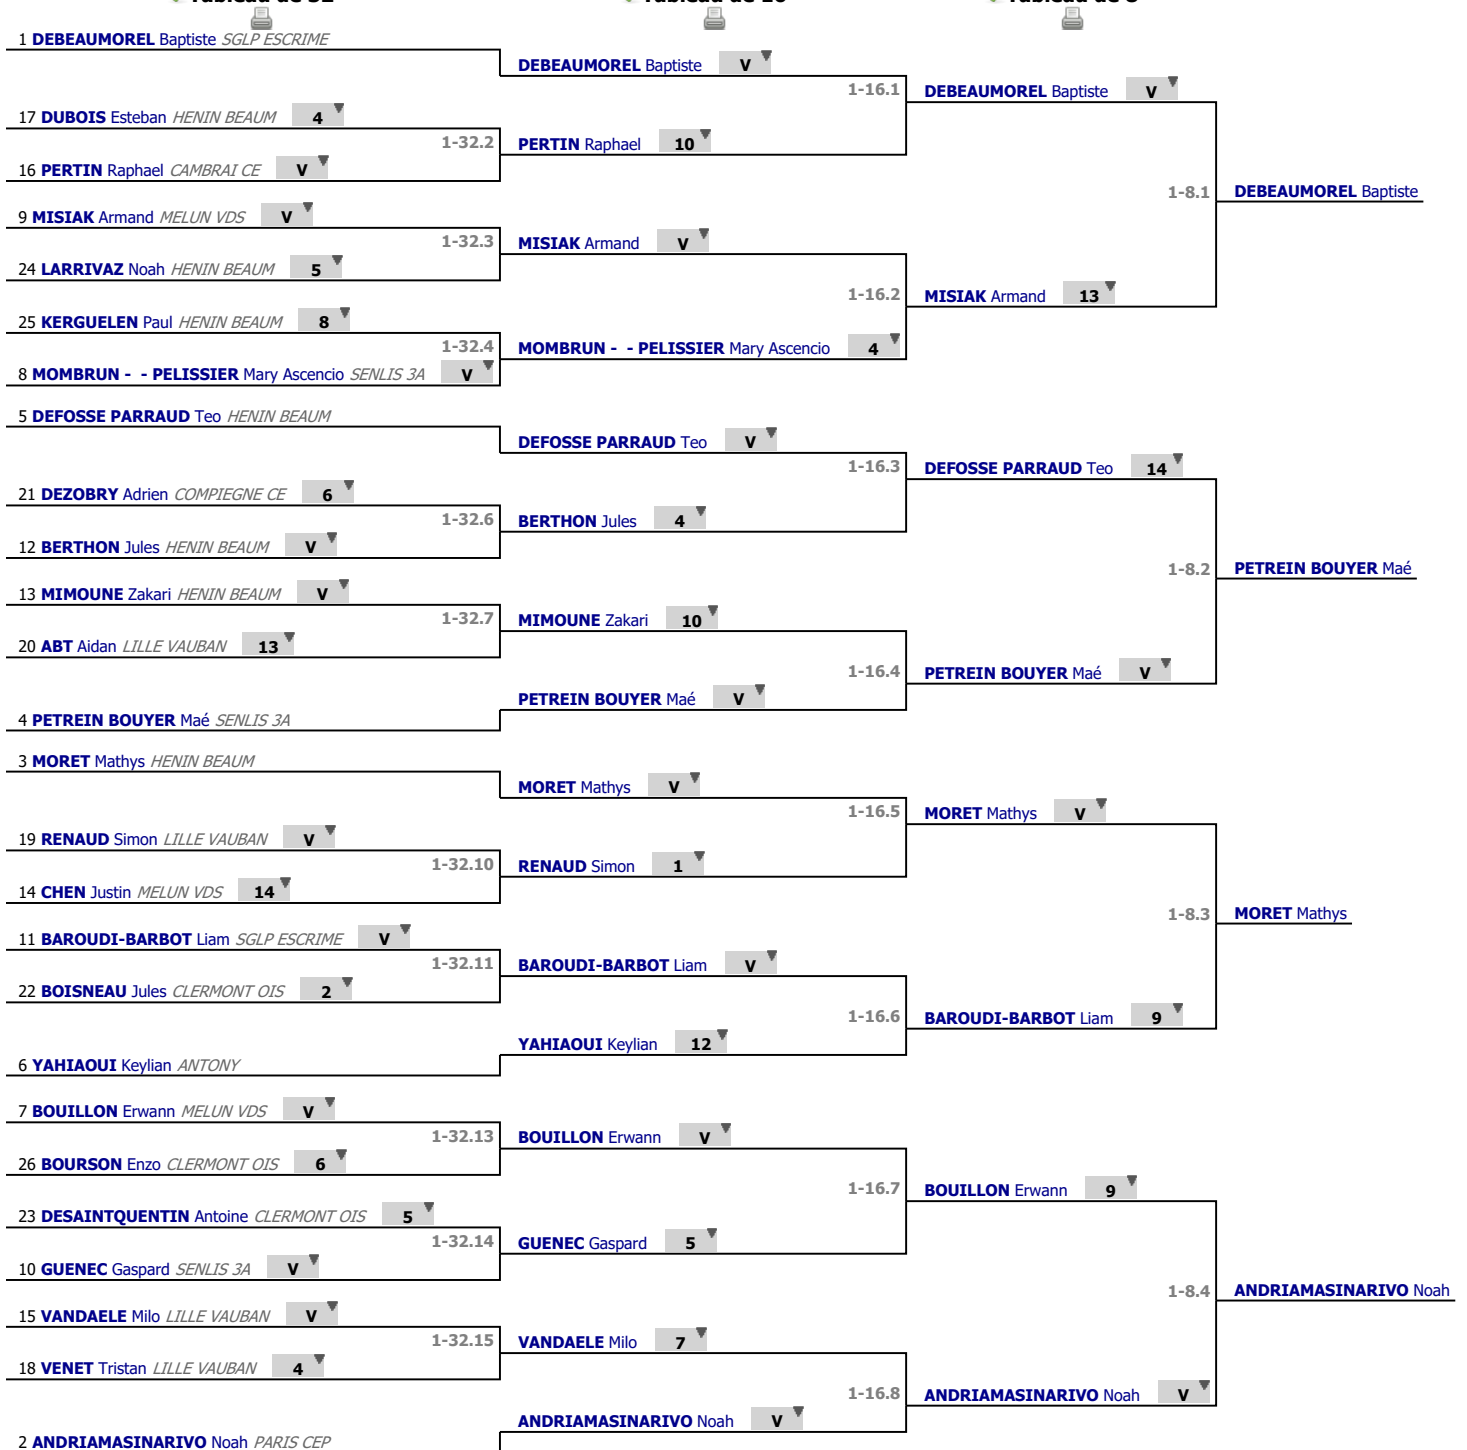 Tableau de 32
Tableau de 16
Tableau de 8
1 DEBEAUMOREL Baptiste SGLP ESCRIME
17 DUBOIS Esteban HENIN BEAUM 4
1-32.2
16 PERTIN Raphael CAMBRAI CE V
9 MISIAK Armand MELUN VDS V
1-32.3
24 LARRIVAZ Noah HENIN BEAUM 5
25 KERGUELEN Paul HENIN BEAUM 8
1-32.4
8 MOMBRUN - - PELISSIER Mary Ascencio SENLIS 3A V
5 DEFOSSE PARRAUD Teo HENIN BEAUM
21 DEZOBRY Adrien COMPIEGNE CE 6
1-32.6
12 BERTHON Jules HENIN BEAUM V
13 MIMOUNE Zakari HENIN BEAUM V
1-32.7
20 ABT Aidan LILLE VAUBAN 13
4 PETREIN BOUYER Maé SENLIS 3A
3 MORET Mathys HENIN BEAUM
19 RENAUD Simon LILLE VAUBAN V
1-32.10
14 CHEN Justin MELUN VDS 14
11 BAROUDI-BARBOT Liam SGLP ESCRIME V
1-32.11
22 BOISNEAU Jules CLERMONT OIS 2
6 YAHIAOUI Keylian ANTONY
7 BOUILLON Erwann MELUN VDS V
1-32.13
26 BOURSON Enzo CLERMONT OIS 6
23 DESAINTQUENTIN Antoine CLERMONT OIS 5
1-32.14
10 GUENEC Gaspard SENLIS 3A V
15 VANDAELE Milo LILLE VAUBAN V
1-32.15
18 VENET Tristan LILLE VAUBAN 4
2 ANDRIAMASINARIVO Noah PARIS CEP
DEBEAUMOREL Baptiste V
1-16.1
PERTIN Raphael 10
MISIAK Armand V
1-16.2
MOMBRUN - - PELISSIER Mary Ascencio 4
DEFOSSE PARRAUD Teo V
1-16.3
BERTHON Jules 4
MIMOUNE Zakari 10
1-16.4
PETREIN BOUYER Maé V
MORET Mathys V
1-16.5
RENAUD Simon 1
BAROUDI-BARBOT Liam V
1-16.6
YAHIAOUI Keylian 12
BOUILLON Erwann V
1-16.7
GUENEC Gaspard 5
VANDAELE Milo 7
1-16.8
ANDRIAMASINARIVO Noah V
DEBEAUMOREL Baptiste V
1-8.1
MISIAK Armand 13
DEFOSSE PARRAUD Teo 14
1-8.2
PETREIN BOUYER Maé V
MORET Mathys V
1-8.3
BAROUDI-BARBOT Liam 9
BOUILLON Erwann 9
1-8.4
ANDRIAMASINARIVO Noah V
DEBEAUMOREL Baptiste
PETREIN BOUYER Maé
MORET Mathys
ANDRIAMASINARIVO Noah